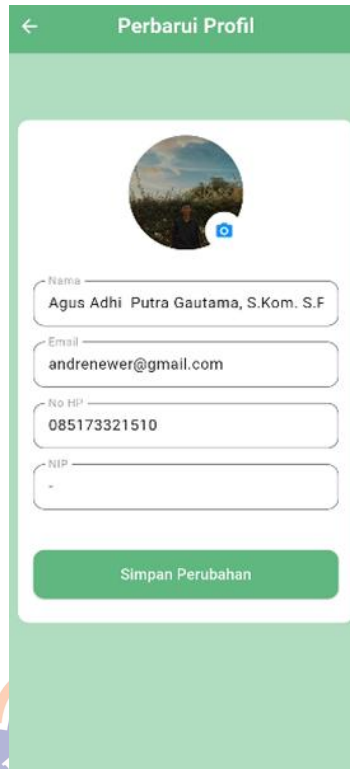 Perbarui Profil
Nama
Agus Adhi  Putra Gautama, S.Kom. S.F
Email
andrenewer@gmail.com
No HP
085173321510
NIP
-
Simpan Perubahan